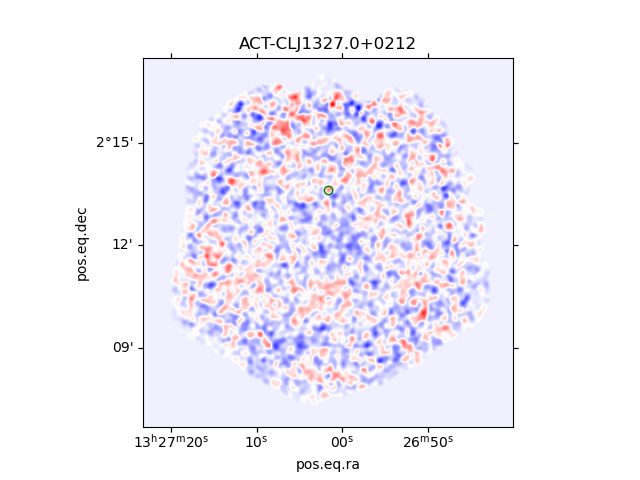 ACT-CLJ1327.0+0212
2°15'
12'
09'
pos.eq.dec
13ʰ27ᵐ20ˢ 10ˢ 00ˢ 26ᵐ50ˢ
pos.eq.ra